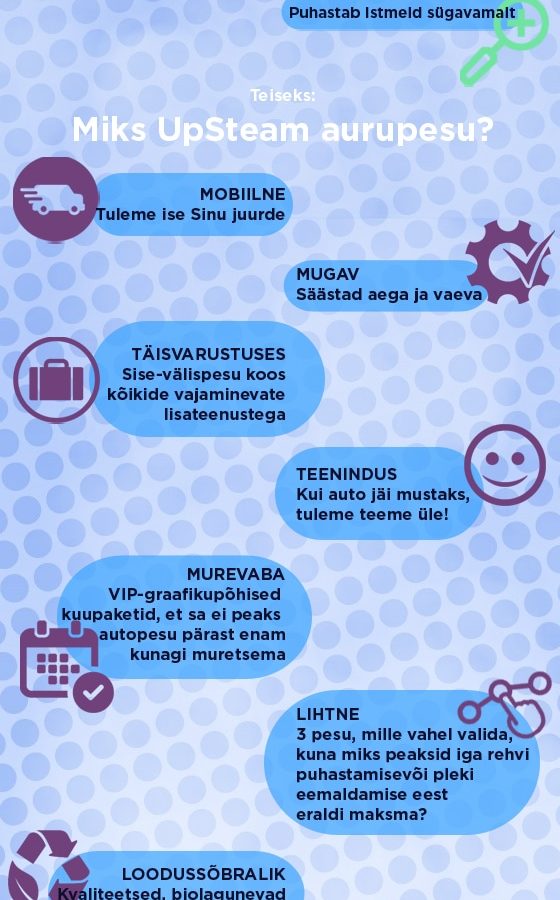 Puhastab Istmeid sügavamalt
Teiseks:
Miks UpSteam aurupesu?
MOBIILNE
Tuleme ise Sinu juurde
MUGAV
Säästad aega ja vaeva
TÄISVARUSTUSES
Sise-välispesu koos
kõikide vajaminevate
lisateenustega
TEENINDUS
Kui auto jäi mustaks,
tuleme teeme üle!
MUREVABA
VIP-graafikupõhised
kuupaketid, et sa ei peaks
autopesu pärast enam
kunagi muretsema
LIHTNE
3 pesu, mille vahel valida,
kuna miks peaksid iga rehvi
puhastamisevõi pleki
eemaldamise eest
eraldi maksma?
LOODUSSÕBRALIK
Kvaliteetsed, biolagunevad